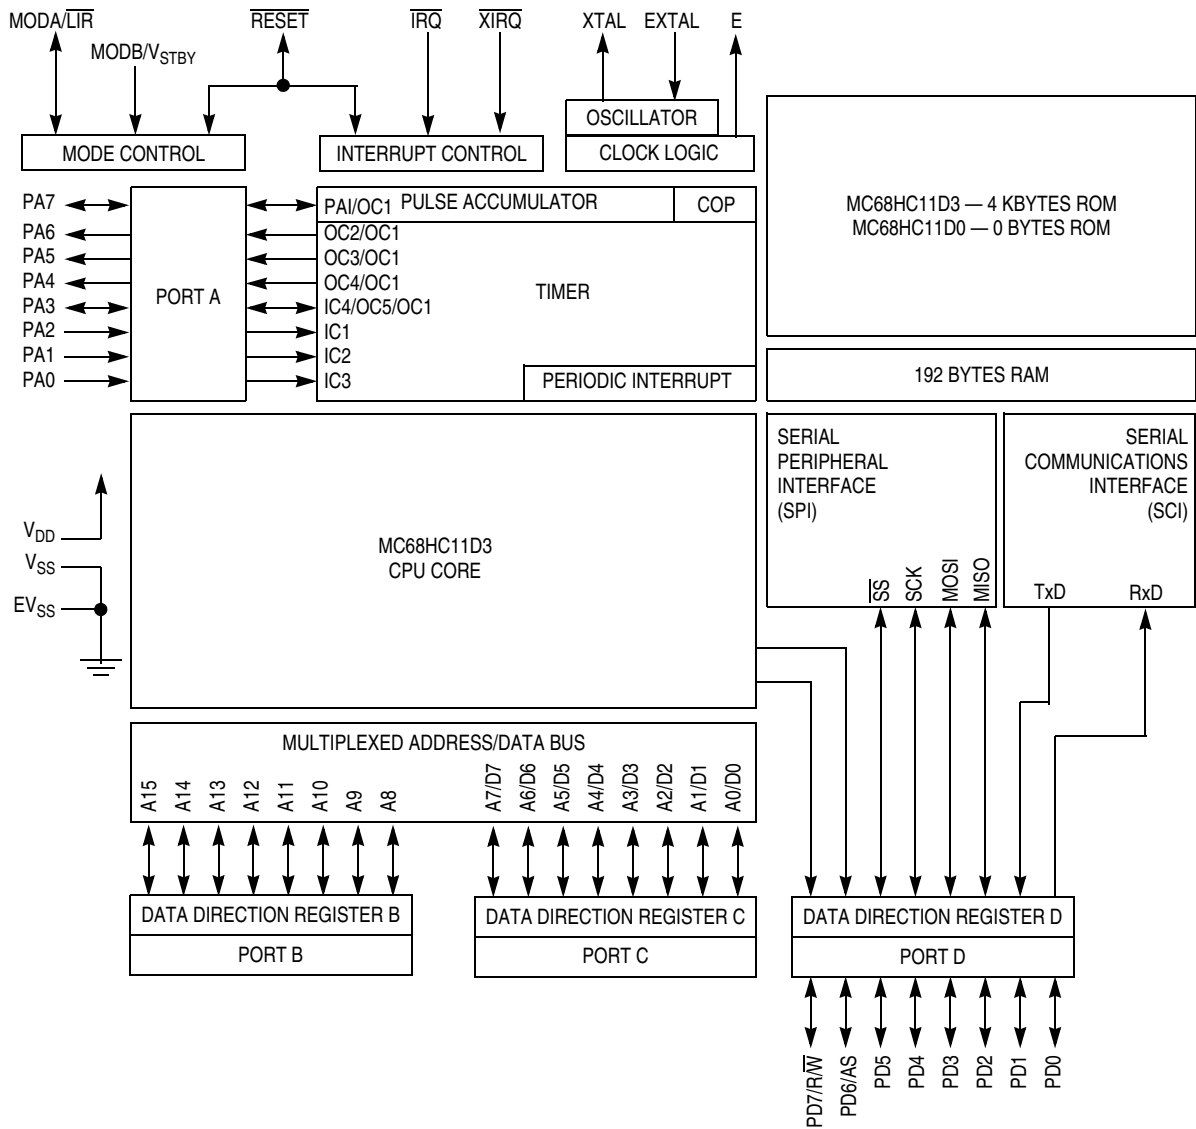 MODA/LIR
RESET
IRQ
XIRQ
XTAL
EXTAL
E
MODB/VSTBY
MODE CONTROL
INTERRUPT CONTROL
OSCILLATOR
CLOCK LOGIC
PA7
PA6
PA5
PA4
PA3
PA2
PA1
PA0
PORT A
PAI/OC1
PULSE ACCUMULATOR
COP
OC2/OC1
OC3/OC1
OC4/OC1
IC4/OC5/OC1
IC1
IC2
IC3
TIMER
PERIODIC INTERRUPT
MC68HC11D3 — 4 KBYTES ROM
MC68HC11D0 — 0 BYTES ROM
192 BYTES RAM
VDD
VSS
EVSS
MC68HC11D3
CPU CORE
SERIAL
PERIPHERAL
INTERFACE
(SPI)
SS
SCK
MOSI
MISO
SERIAL
COMMUNICATIONS
INTERFACE
(SCI)
TxD
RxD
MULTIPLEXED ADDRESS/DATA BUS
A15
A14
A13
A12
A11
A10
A9
A8
A7/D7
A6/D6
A5/D5
A4/D4
A3/D3
A2/D2
A1/D1
A0/D0
DATA DIRECTION REGISTER B
PORT B
DATA DIRECTION REGISTER C
PORT C
DATA DIRECTION REGISTER D
PORT D
PD7/R/W
PD6/AS
PD5
PD4
PD3
PD2
PD1
PD0